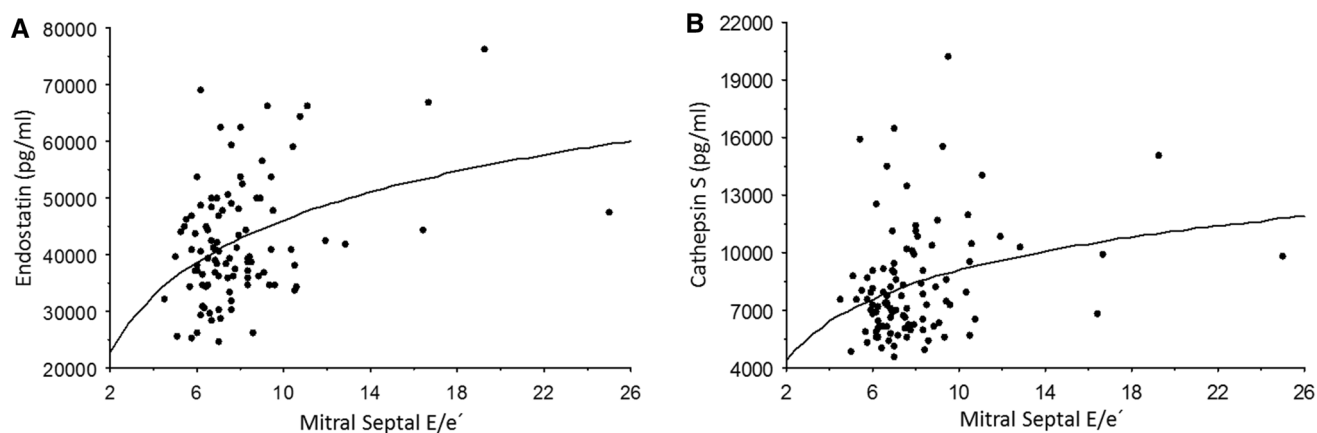 A
Endostatin (pg/ml)
80000
70000
60000
50000
40000
30000
20000
2 6 10 14 18 22 26
Mitral Septal E/e´
B
Cathepsin S (pg/ml)
22000
19000
16000
13000
10000
7000
4000
2 6 10 14 18 22 26
Mitral Septal E/e´